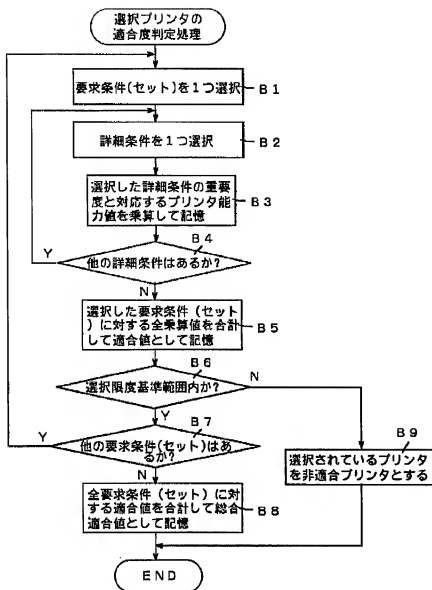 選択プリンタの
適合度判定処理
要求条件(セット)を1つ選択
B1
詳細条件を1つ選択
B2
選択した詳細条件の重要
度と対応するプリンタ能
力値を乗算して記憶
B3
B4
他の詳細条件はあるか?
Y
N
選択した要求条件(セット
)に対する全乗算値を合計
して適合値として記憶
B5
B6
選択限度基準範囲内か?
N
Y
B7
他の要求条件(セット)はあ
るか?
Y
N
B9
選択されているプリンタ
を非適合プリンタとする
全要求条件(セット)に対
する適合値を合計して総合
適合値として記憶
B8
END